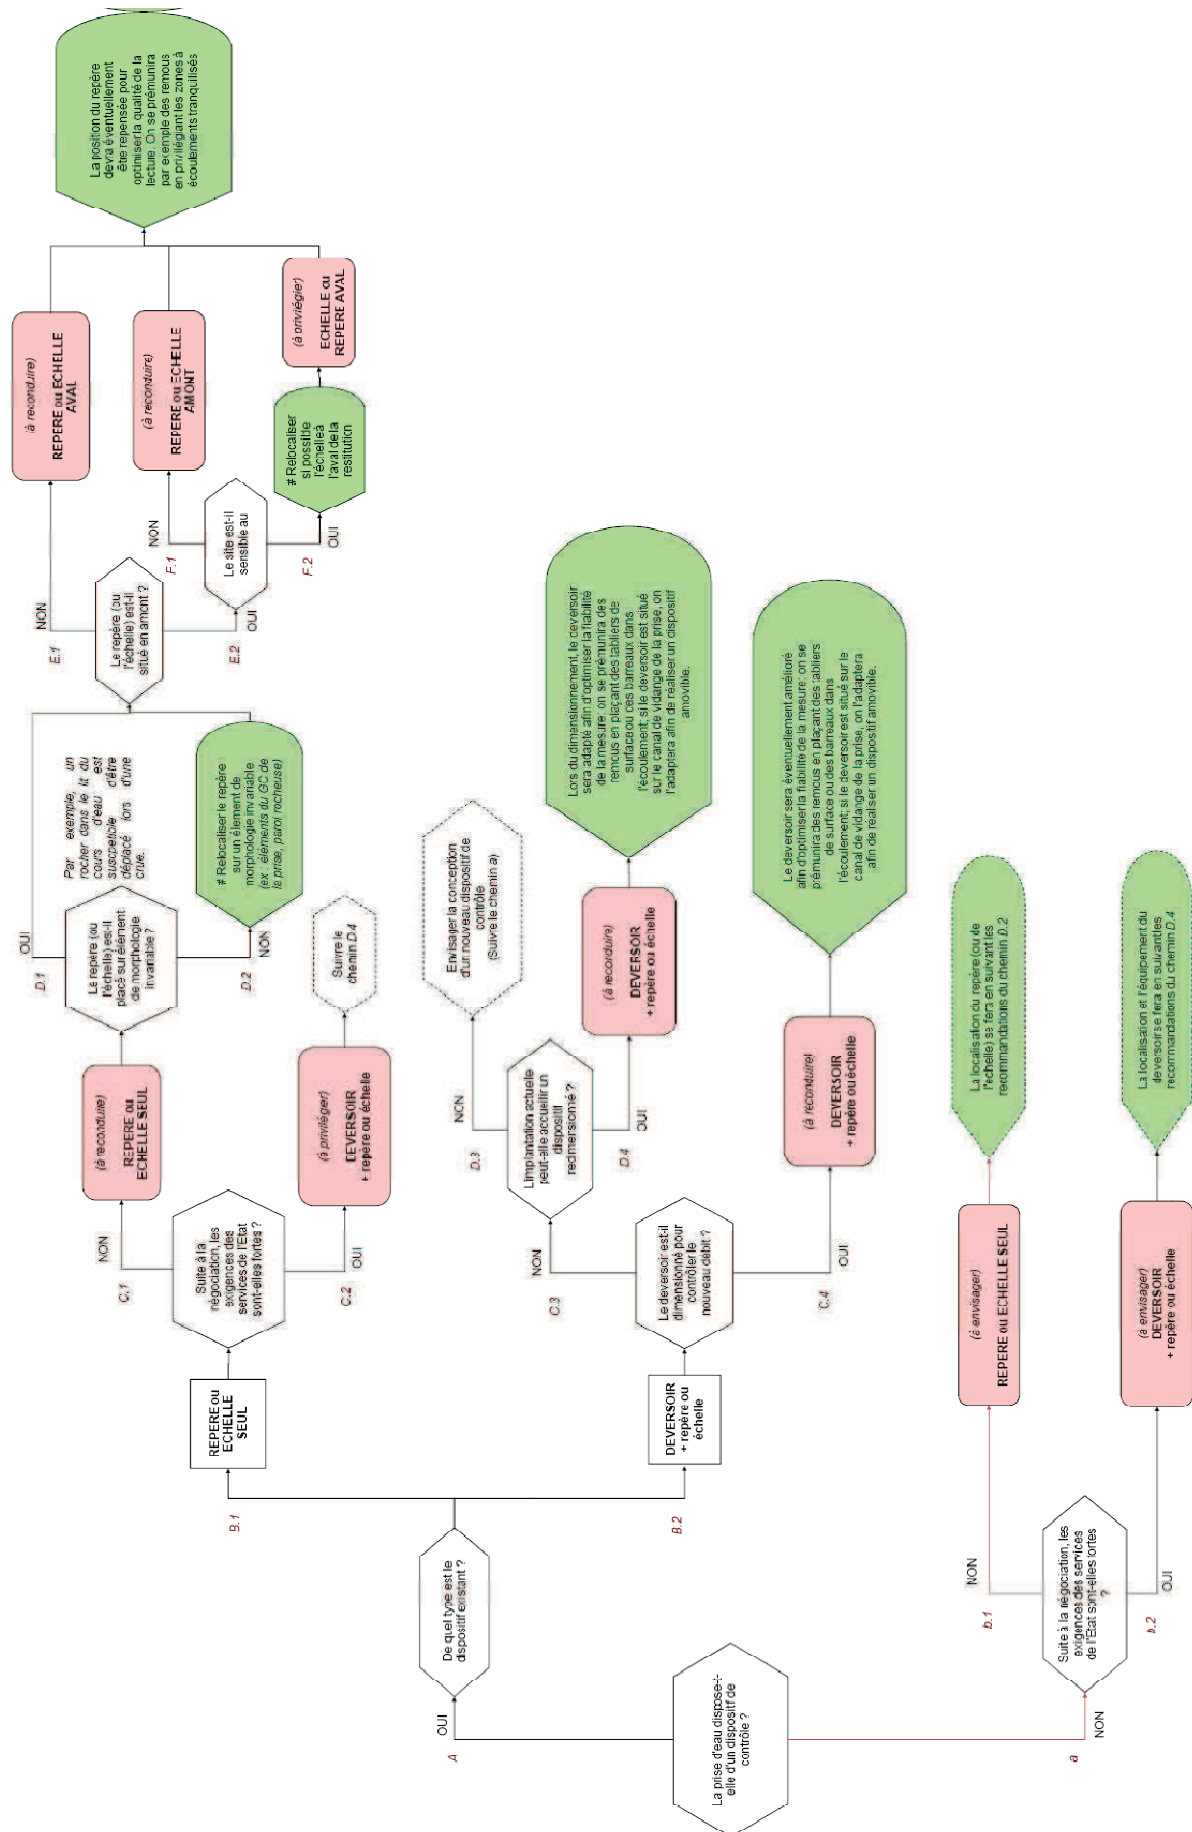 La prise d'eau dispose-t-
elle d'un dispositif de
contrôle ?
A
OUI
De quel type est le
dispositif existant ?
B.1
REPERE OU
ECHELLE
SEUL
Suite à la
négociation, les
exigences des
services de l'Etat
sont-elles fortes ?
C.1
NON
(à reconduire)
REPERE ou
ECHELLE SEUL
Le repère (ou
l'échelle) est-il
placé sur élément
de morphologie
invariable ?
Par exemple, un
rocher dans le lit du
cours d'eau est
susceptible d'être
déplacé lors d'une
crue.
D.1
OUI
D.2
NON
# Relocaliser le repère
sur un élement de
morphologie invariable
(ex : éléments du GC de
la prise, paroi rocheuse)
Le repère (ou
l'échelle) est-il
situé en amont ?
E.1
NON
(à reconduire)
REPERE ou ECHELLE
AVAL
E.2
OUI
Le site est-il
sensible au
F.1
NON
(à reconduire)
REPERE ou ECHELLE
AMONT
F.2
OUI
# Relocaliser
si possible
l'échelle à
l'aval de la
restitution
(à privilégier)
ECHELLE ou
REPERE AVAL
La position du repère
devra éventuellement
être repensée pour
optimiser la qualité de la
lecture. On se prémunira
par exemple des remous
en privilégiant les zones à
écoulements tranquilisés
C.2
OUI
(à priviléger)
DEVERSOIR
+ repère ou échelle
Suivre le
chemin D.4
B.2
DEVERSOIR
+ repère ou
échelle
Le deversoir est-il
dimensionné pour
contrôler le
nouveau débit ?
C.3
NON
L'implantation actuelle
peut-elle accueillir un
dispositif
redimensionné ?
D.3
NON
Envisager la conception
d'un nouveau dispositif de
contrôle
(Suivre le chemin a)
D.4
OUI
(à reconduire)
DEVERSOIR
+ repère ou échelle
Lors du dimensionnement, le deversoir
sera adapté afin d'optimiser la fiabilité
de la mesure: on se prémunira des
remous en plaçant des tabliers de
surface ou des barreaux dans
l'écoulement; si le deversoir est situé
sur le canal de vidange de la prise, on
l'adaptera afin de réaliser un dispositif
amovible.
C.4
OUI
(à reconduire)
DEVERSOIR
+ repère ou échelle
Le deversoir sera éventuellement amélioré
afin d'optimiser la fiabilité de la mesure: on se
prémunira des remous en plaçant des tabliers
de surface ou des barreaux dans
l'écoulement; si le deversoir est situé sur le
canal de vidange de la prise, on l'adaptera
afin de réaliser un dispositif amovible.
a
NON
Suite à la négociation, les
exigences des services
de l'Etat sont-elles fortes
?
b.1
NON
(à envisager)
REPERE ou ECHELLE SEUL
La localisation du repère (ou de
l'échelle) se fera en suivant les
recommandations du chemin D.2
b.2
OUI
(à envisager)
DEVERSOIR
+ repère ou échelle
La localisation et l'équipement du
deversoir se fera en suivant les
recommandations du chemin D.4